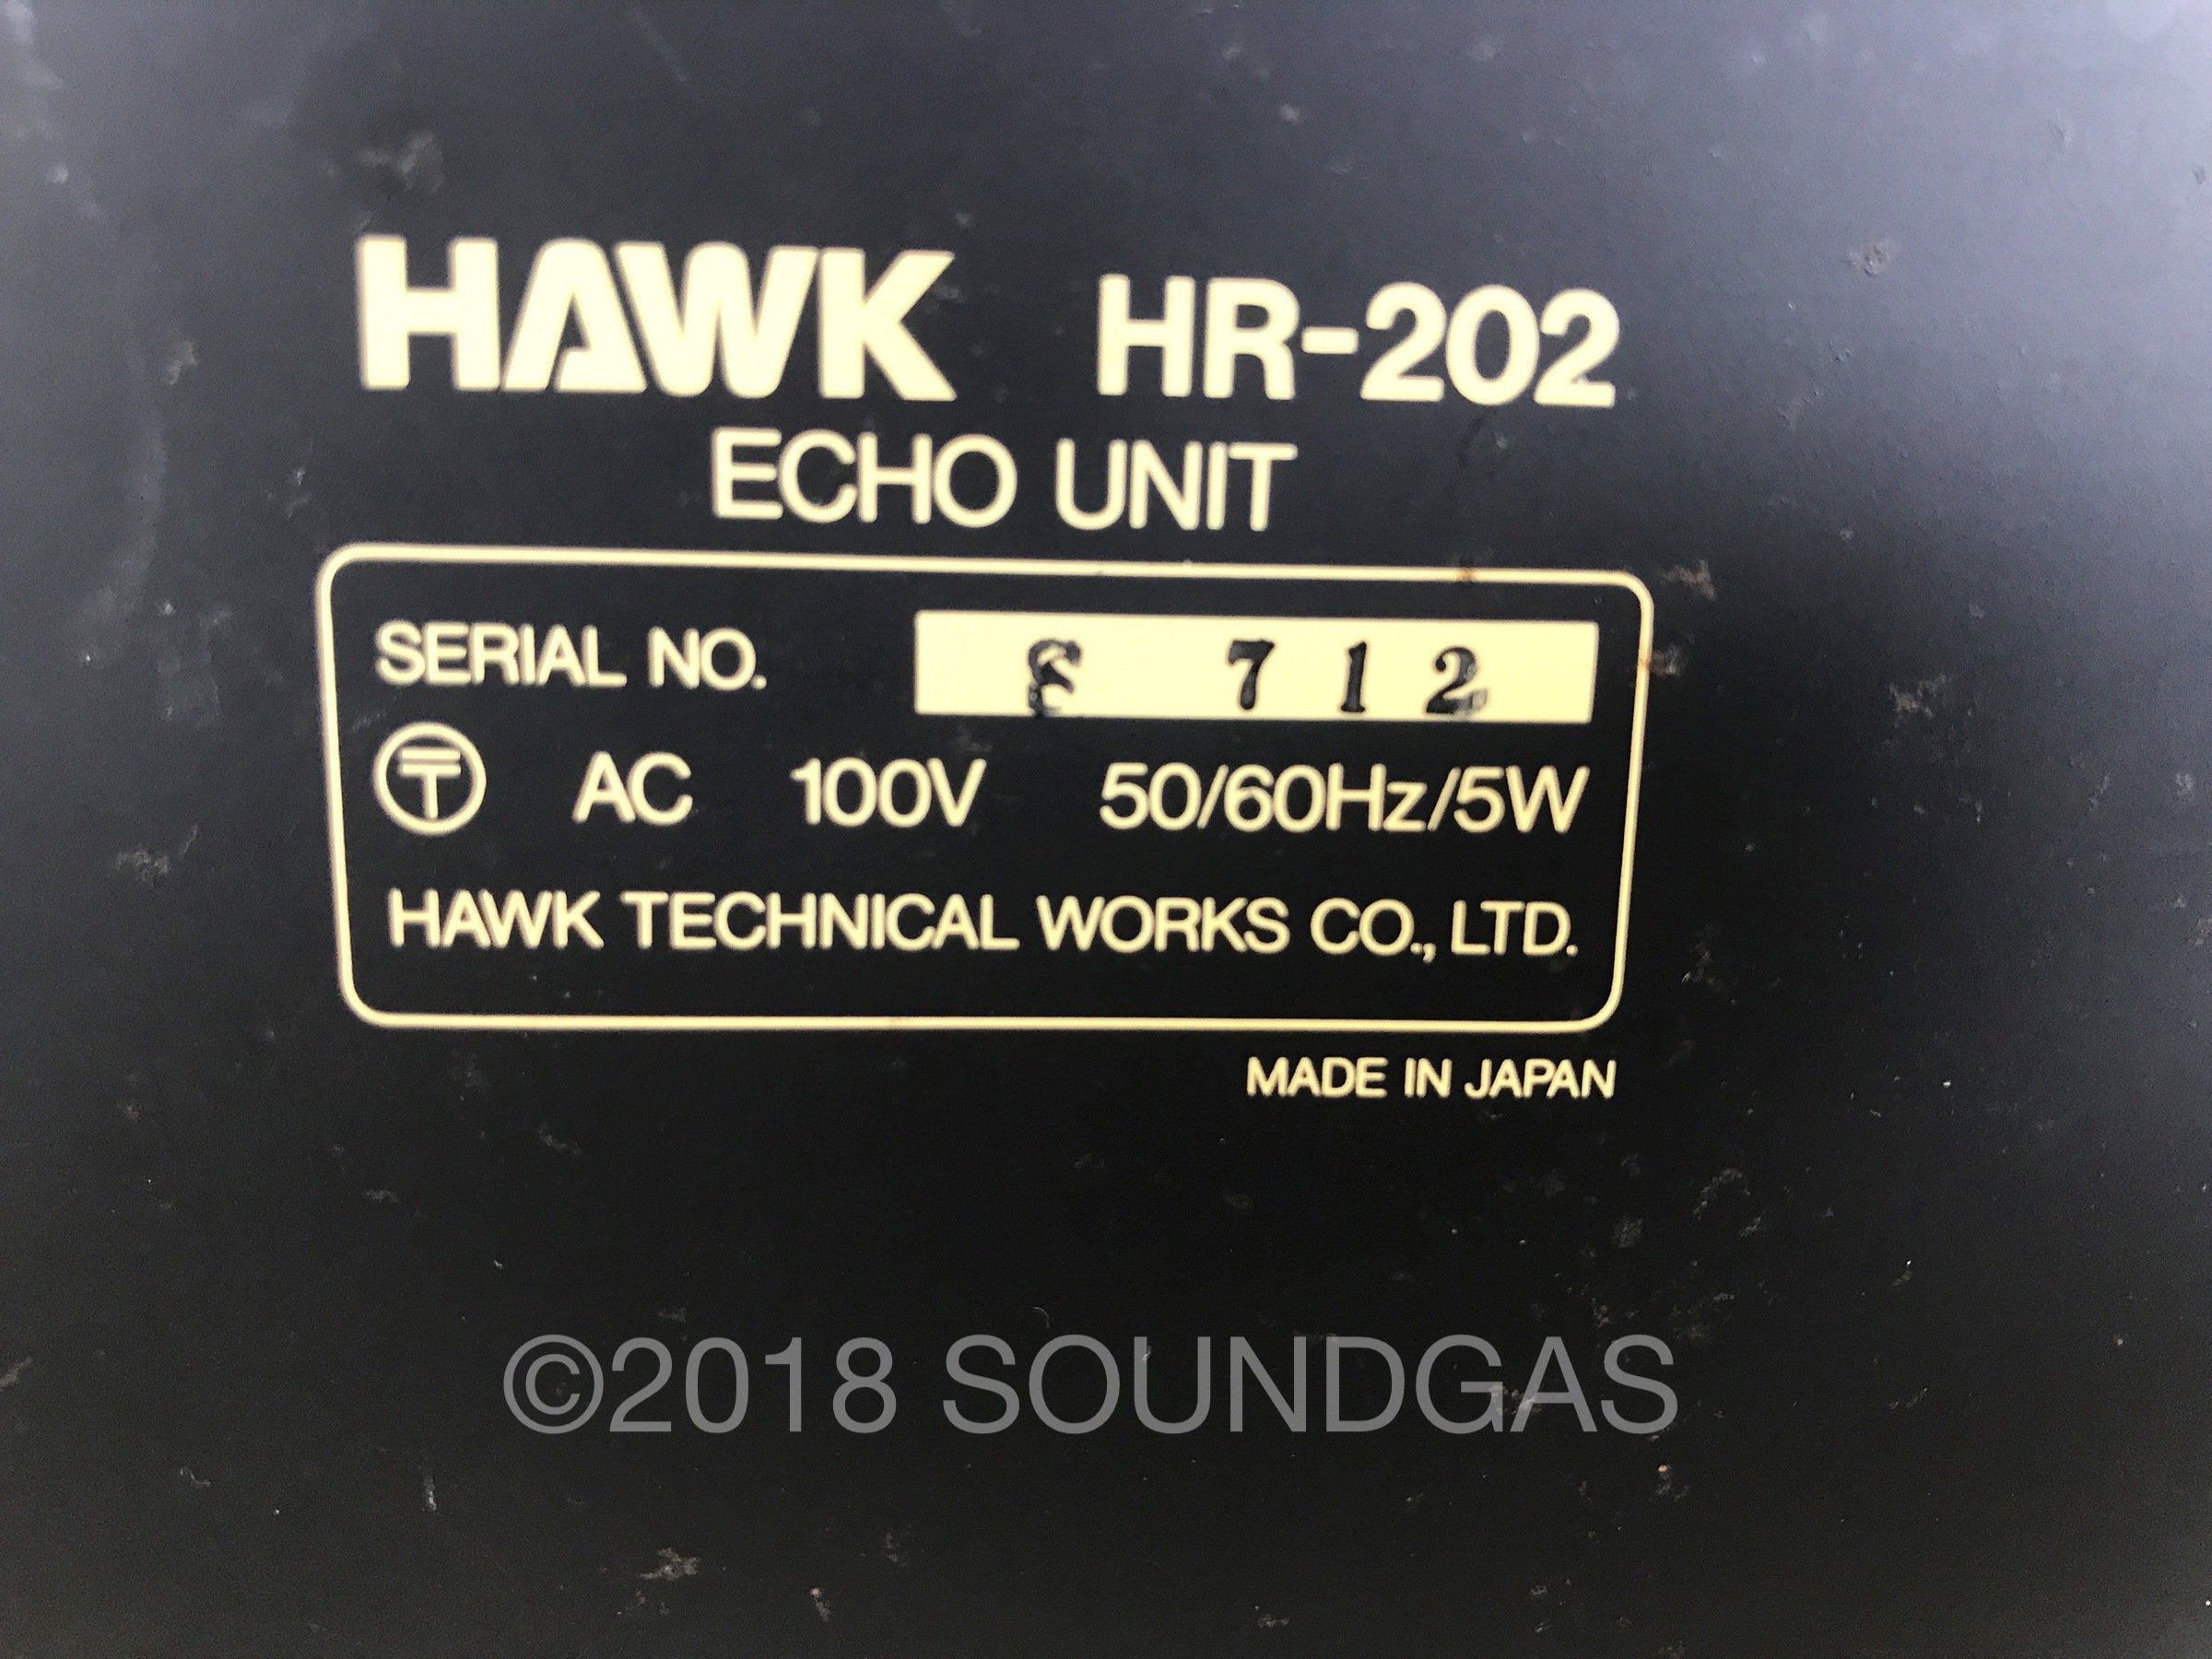 HAWK HR-202
ECHO UNIT
SERIAL NO. 712
〒 AC 100V 50/60Hz/5W
HAWK TECHNICAL WORKS CO., LTD.
MADE IN JAPAN
©2018 SOUNDGAS